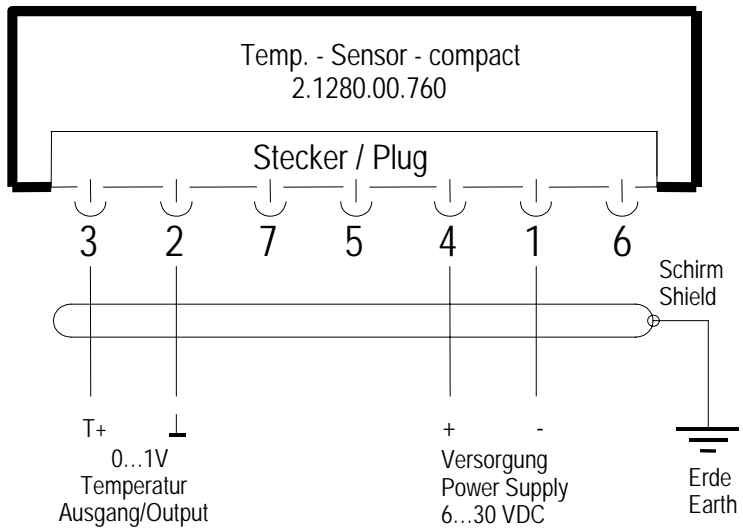 Temp. - Sensor - compact
2.1280.00.760
Stecker / Plug
3 2 7 5 4 1 6
Schirm
Shield
T+
0...1V
Temperatur
Ausgang/Output
+ -
Versorgung
Power Supply
6...30 VDC
Erde
Earth